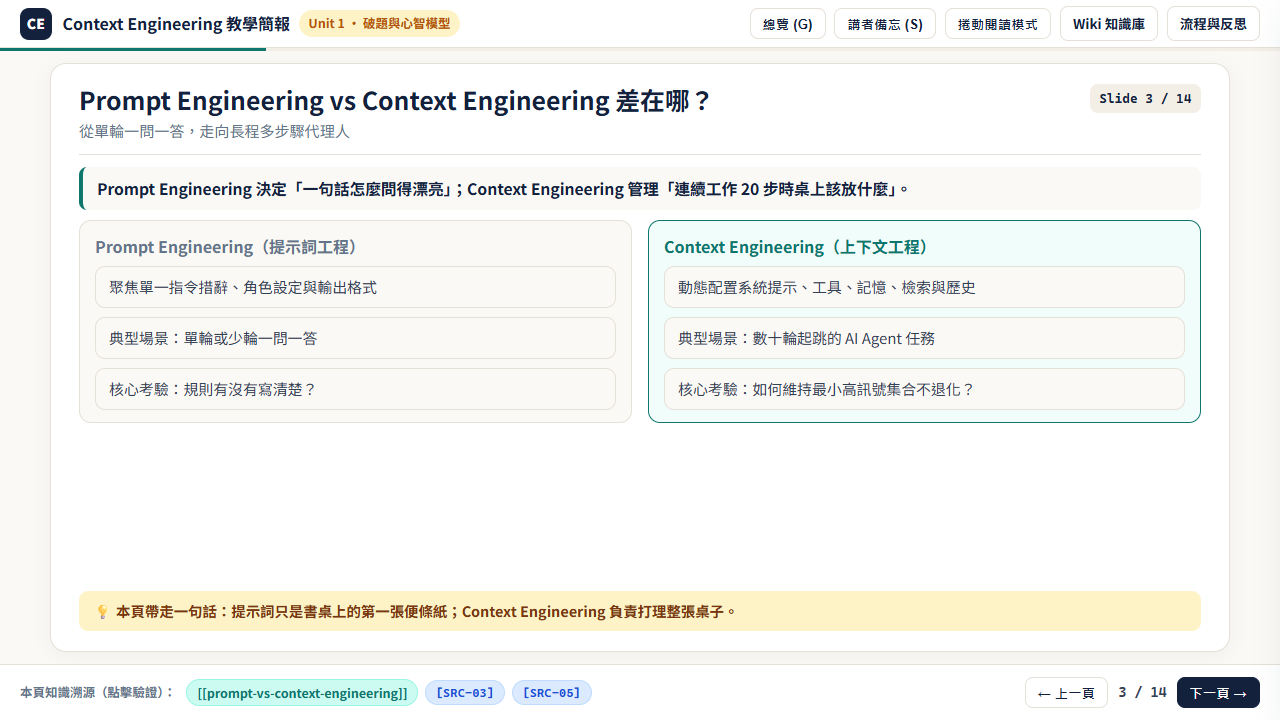 CE Context Engineering 教學簡報 Unit 1 · 破題與心智模型 總覽 (G) 講者備忘 (S) 捲動閱讀模式 Wiki 知識庫 流程與反思
Prompt Engineering vs Context Engineering 差在哪？
Slide 3 / 14
從單輪一問一答，走向長程多步驟代理人
Prompt Engineering 決定「一句話怎麼問得漂亮」；Context Engineering 管理「連續工作 20 步時桌上該放什麼」。
Prompt Engineering（提示詞工程）
聚焦單一指令措辭、角色設定與輸出格式
典型場景：單輪或少輪一問一答
核心考驗：規則有沒有寫清楚？
Context Engineering（上下文工程）
動態配置系統提示、工具、記憶、檢索與歷史
典型場景：數十輪起跳的 AI Agent 任務
核心考驗：如何維持最小高訊號集合不退化？
💡 本頁帶走一句話：提示詞只是書桌上的第一張便條紙；Context Engineering 負責打理整張桌子。
本頁知識溯源（點擊驗證）： [[prompt-vs-context-engineering]] [SRC-03] [SRC-05] ← 上一頁 3 / 14 下一頁 →